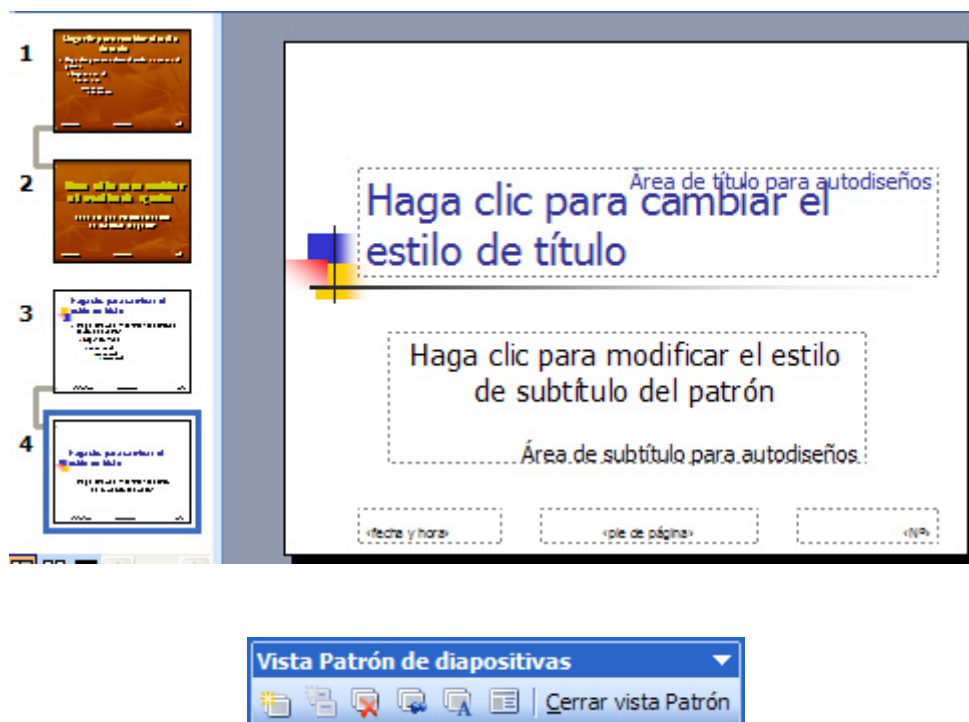 1
2
3
4
Área de título para autodiseños
Haga clic para cambiar el
estilo de título
Haga clic para modificar el estilo
de subtítulo del patrón
Área de subtítulo para autodiseños
<fecha y hora>
<pie de página>
<Nº>
Vista Patrón de diapositivas
Cerrar vista Patrón